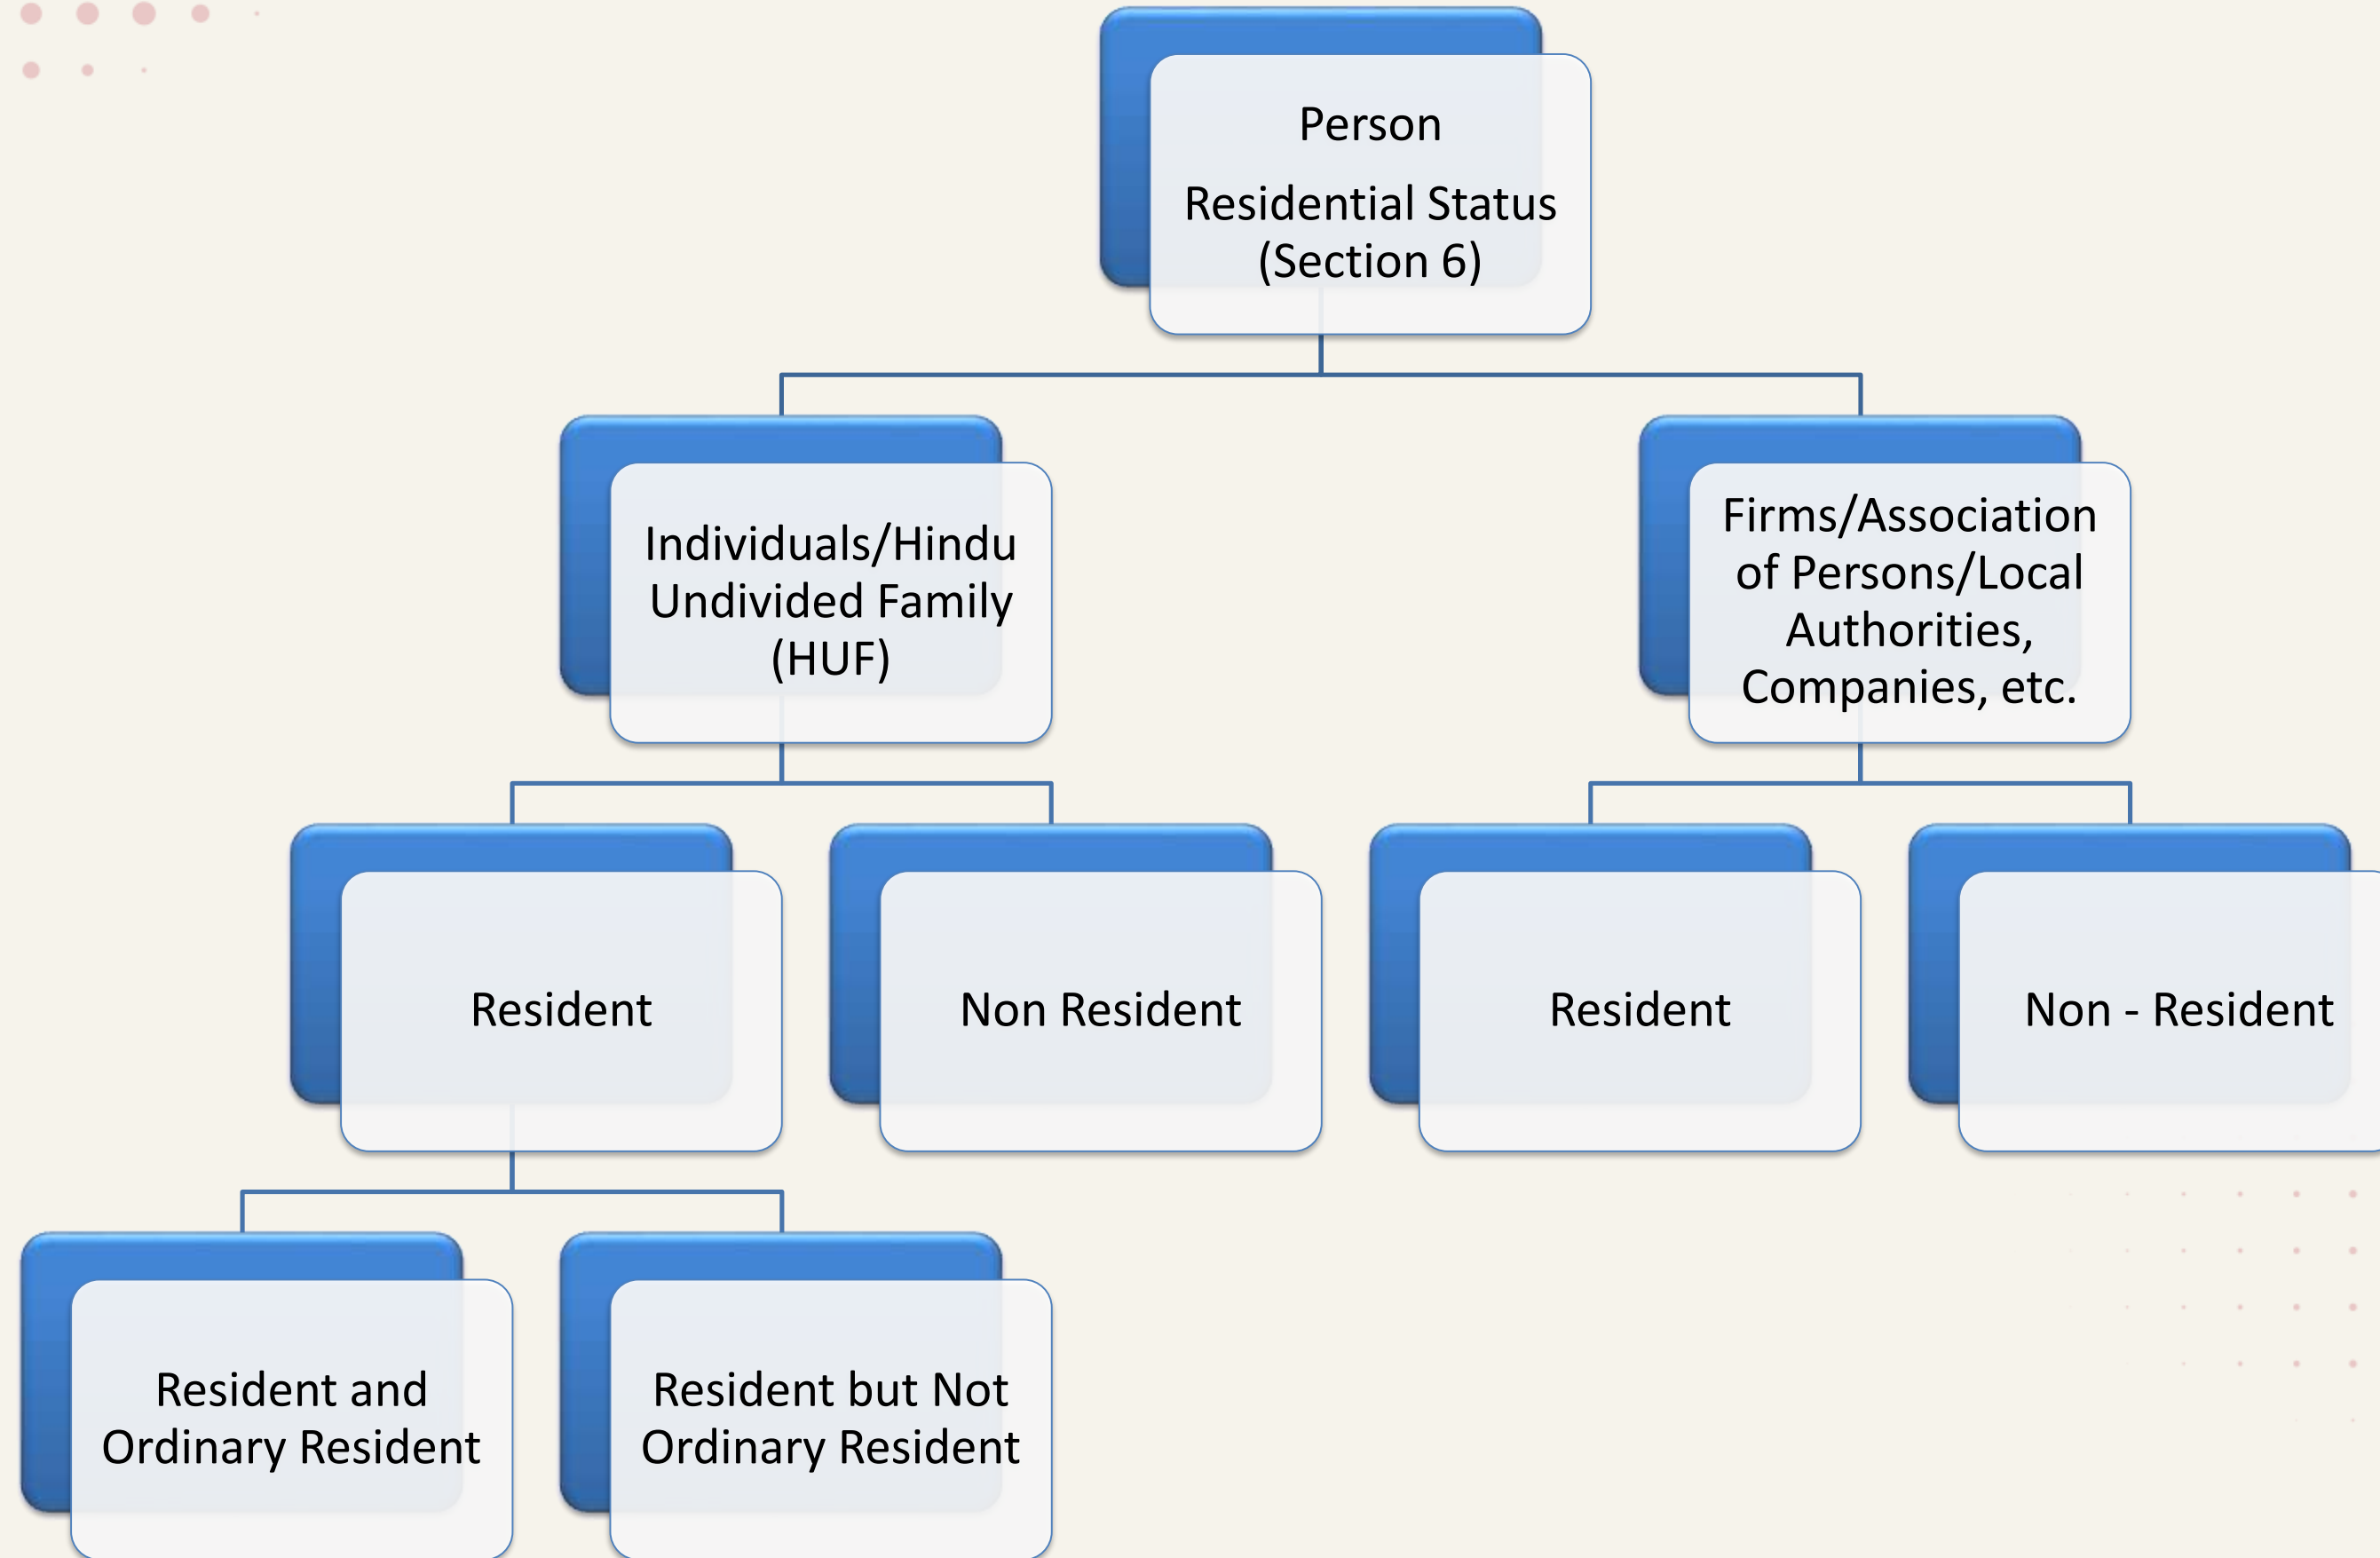 Person
Residential Status
(Section 6)
Individuals/Hindu
Undivided Family
(HUF)
Firms/Association
of Persons/Local
Authorities,
Companies, etc.
Resident
Non Resident
Resident
Non - Resident
Resident and
Ordinary Resident
Resident but Not
Ordinary Resident